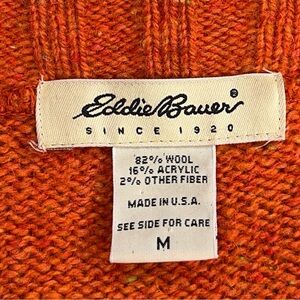 Eddie Bauer
SINCE 1920
82% WOOL
16% ACRYLIC
2% OTHER FIBER
MADE IN U.S.A.
SEE SIDE FOR CARE
M